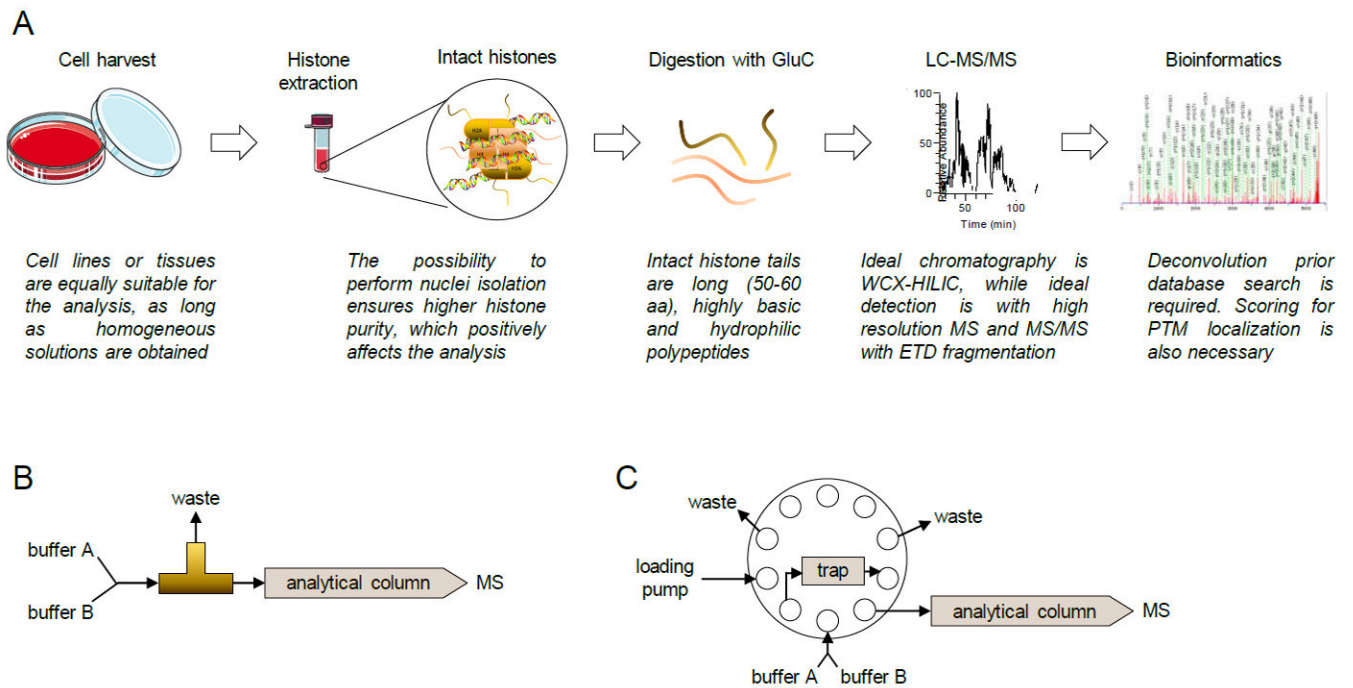 A
Cell harvest
Histone
extraction
Intact histones
Digestion with GluC
LC-MS/MS
Bioinformatics
H2A
100
50
0
Relative Abundance
50
100
Time (min)
Cell lines or tissues
are equally suitable for
the analysis, as long
as homogeneous
solutions are obtained
The possibility to
perform nuclei isolation
ensures higher histone
purity, which positively
affects the analysis
Intact histone tails
are long (50-60
aa), highly basic
and hydrophilic
polypeptides
Ideal chromatography is
WCX-HILIC, while ideal
detection is with high
resolution MS and MS/MS
with ETD fragmentation
Deconvolution prior
database search is
required. Scoring for
PTM localization is
also necessary
B
waste
buffer A
buffer B
analytical column
MS
C
waste
waste
loading
pump
trap
analytical column
MS
buffer A buffer B